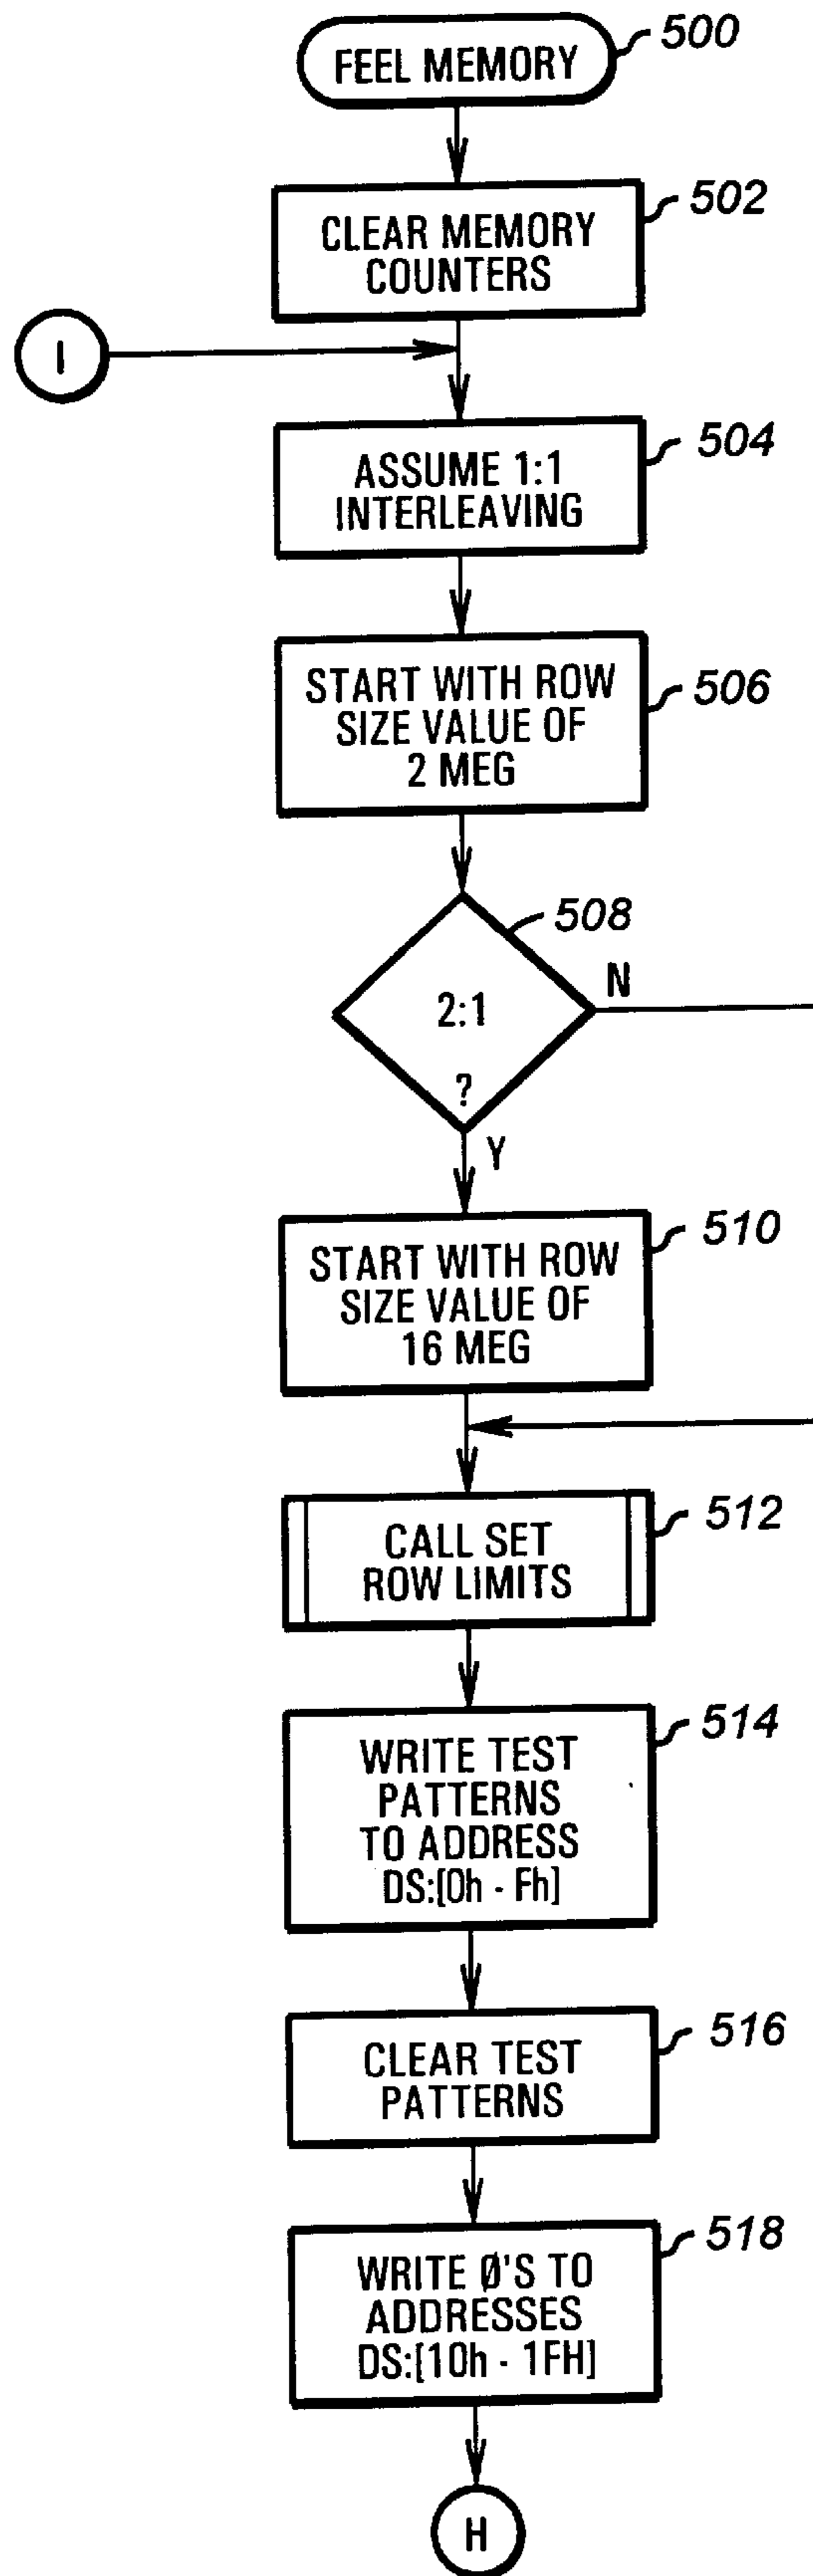 FEEL MEMORY
500
CLEAR MEMORY
COUNTERS
502
I
ASSUME 1:1
INTERLEAVING
504
START WITH ROW
SIZE VALUE OF
2 MEG
506
508
2:1
?
N
Y
START WITH ROW
SIZE VALUE OF
16 MEG
510
CALL SET
ROW LIMITS
512
WRITE TEST
PATTERNS
TO ADDRESS
DS:[0h - Fh]
514
CLEAR TEST
PATTERNS
516
WRITE Ø'S TO
ADDRESSES
DS:[10h - 1FH]
518
H